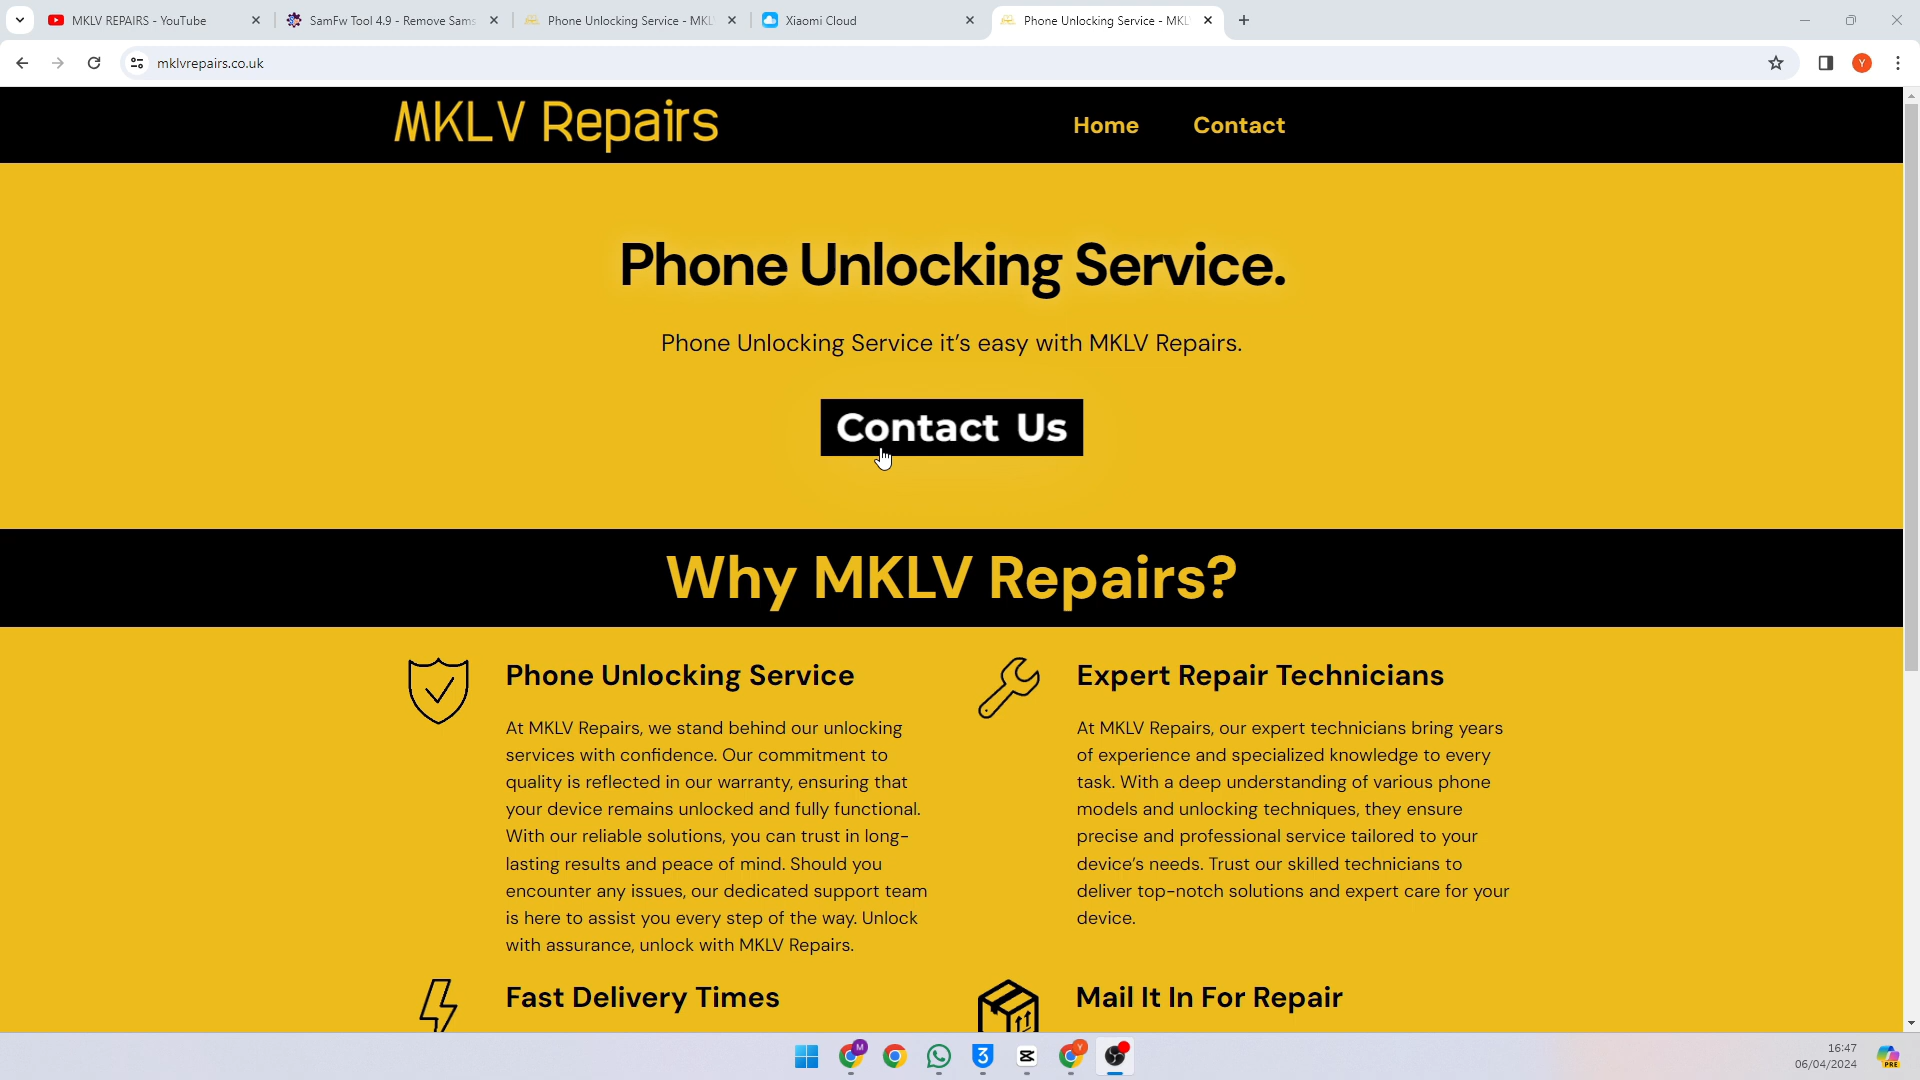 MKLV REPAIRS - YouTube
SamFw Tool 4.9 - Remove Sams
Phone Unlocking Service - MKL
Xiaomi Cloud
Phone Unlocking Service - MKL
mklvrepairs.co.uk
Y
MKLV Repairs
Home
Contact
Phone Unlocking Service.
Phone Unlocking Service it's easy with MKLV Repairs.
Contact Us
Why MKLV Repairs?
Phone Unlocking Service
At MKLV Repairs, we stand behind our unlocking
services with confidence. Our commitment to
quality is reflected in our warranty, ensuring that
your device remains unlocked and fully functional.
With our reliable solutions, you can trust in long-
lasting results and peace of mind. Should you
encounter any issues, our dedicated support team
is here to assist you every step of the way. Unlock
with assurance, unlock with MKLV Repairs.
Expert Repair Technicians
At MKLV Repairs, our expert technicians bring years
of experience and specialized knowledge to every
task. With a deep understanding of various phone
models and unlocking techniques, they ensure
precise and professional service tailored to your
device's needs. Trust our skilled technicians to
deliver top-notch solutions and expert care for your
device.
Fast Delivery Times
Mail It In For Repair
M
3
Y
16:47
06/04/2024
PRE